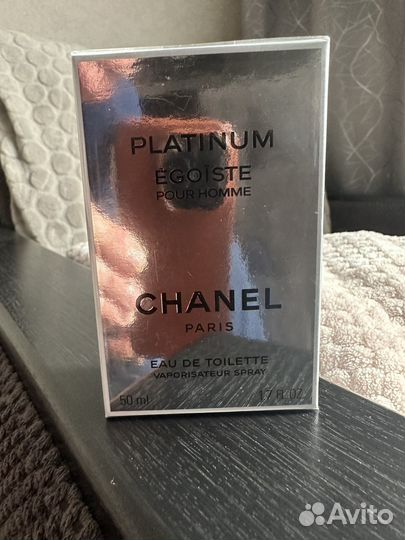 PLATINUM
ÉGOÏSTE
POUR HOMME
CHANEL
PARIS
EAU DE TOILETTE
VAPORISATEUR SPRAY
50 ml 1.7 FL. OZ.
Avito